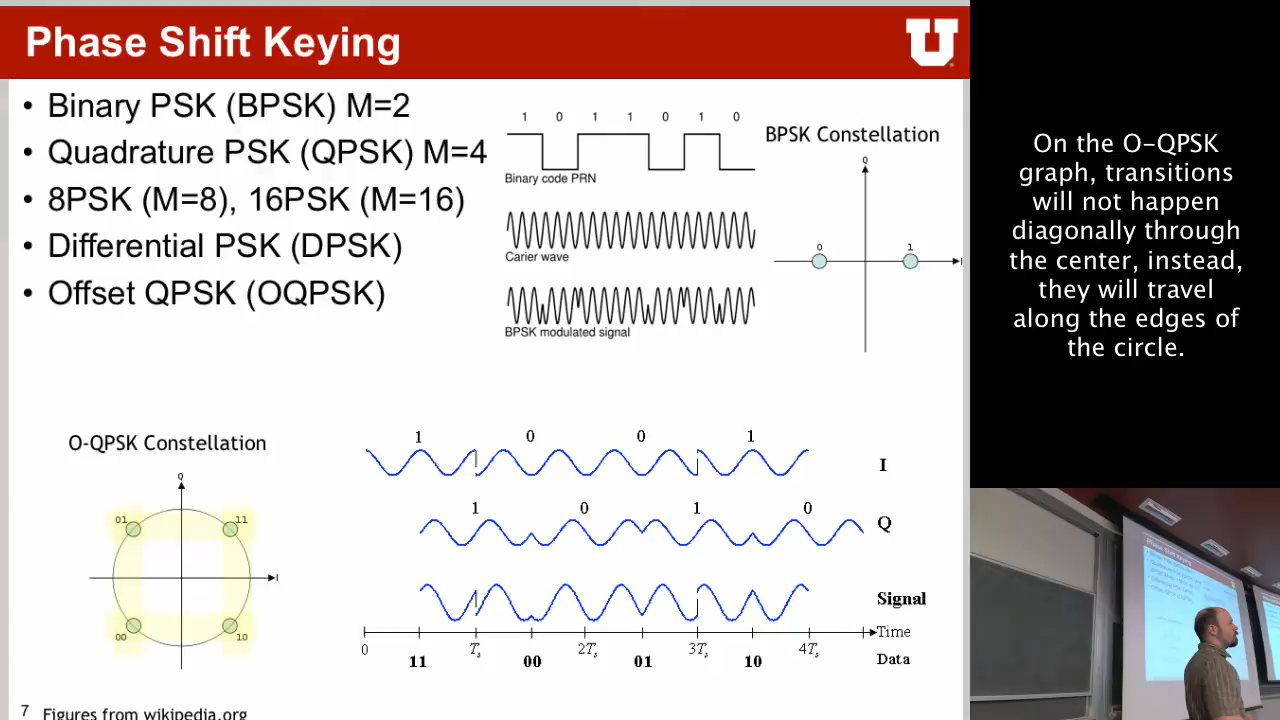 Phase Shift Keying
U
• Binary PSK (BPSK) M=2
• Quadrature PSK (QPSK) M=4
• 8PSK (M=8), 16PSK (M=16)
• Differential PSK (DPSK)
• Offset QPSK (OQPSK)
1 0 1 1 0 1 0
Binary code PRN
Carier wave
BPSK modulated signal
BPSK Constellation
Q
0 1
I
O-QPSK Constellation
Q
01 11
I
00 10
1 0 0 1
I
1 0 1 0
Q
Signal
Time
0 Ts 2Ts 3Ts 4Ts
11 00 01 10
Data
7 Figures from wikipedia.org
On the O-QPSK
graph, transitions
will not happen
diagonally through
the center, instead,
they will travel
along the edges of
the circle.
Phase Shift Keying